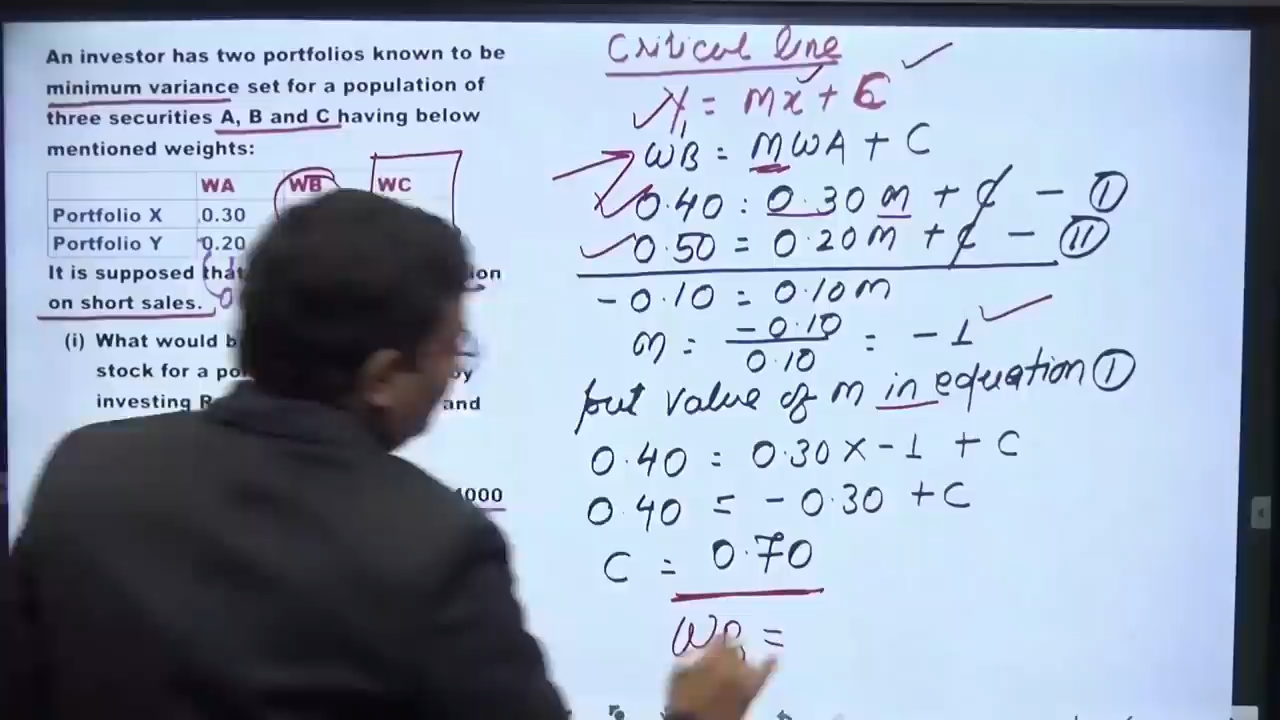 An investor has two portfolios known to be
minimum variance set for a population of
three securities A, B and C having below
mentioned weights:
WA WB WC
Portfolio X 0.30
Portfolio Y 0.20
It is supposed that
on short sales.
(i) What would b
stock for a po
investing R and
4000
Critical line
Y = mx + C
WB = MWA + C
0.40 : 0.30 m + ¢ - I
0.50 = 0.20m + ¢ - II
-0.10 = 0.10m
m = -0.10 / 0.10 = -1
put value of m in equation I
0.40 = 0.30 x -1 + C
0.40 = -0.30 + C
C = 0.70
WB =